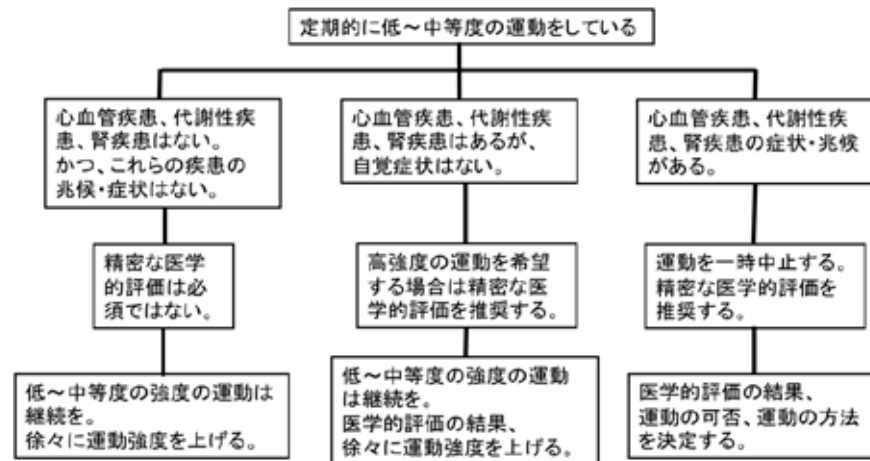 定期的に低～中等度の運動をしている
心血管疾患、代謝性疾
患、腎疾患はない。
かつ、これらの疾患の
兆候・症状はない。
心血管疾患、代謝性疾
患、腎疾患はあるが、
自覚症状はない。
心血管疾患、代謝性疾
患、腎疾患の症状・兆候
がある。
精密な医学
的評価は必
須ではない。
高強度の運動を希望
する場合は精密な医
学的評価を推奨する。
運動を一時中止する。
精密な医学的評価を
推奨する。
低～中等度の強度の運動は
継続を。
徐々に運動強度を上げる。
低～中等度の強度の運動
は継続を。
医学的評価の結果、
徐々に運動強度を上げる。
医学的評価の結果、
運動の可否、運動の方法
を決定する。